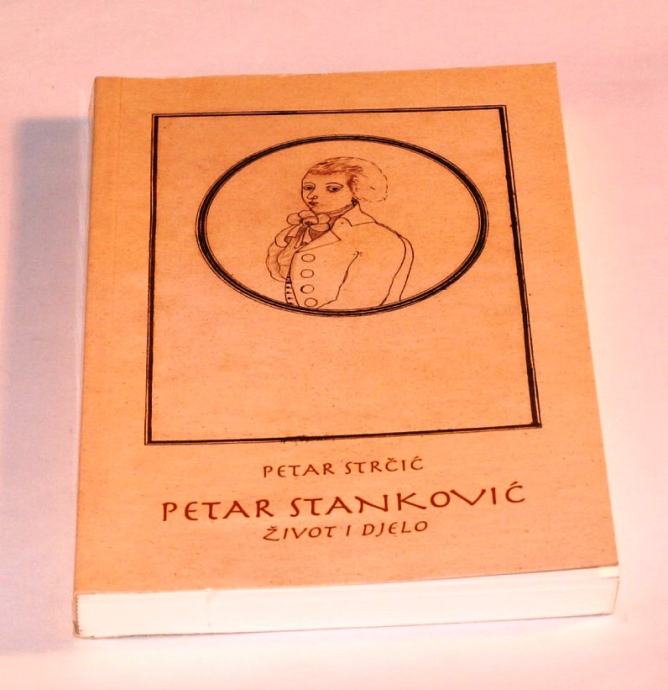 PETAR STRČIĆ
PETAR STANKOVIĆ
ŽIVOT I DJELO